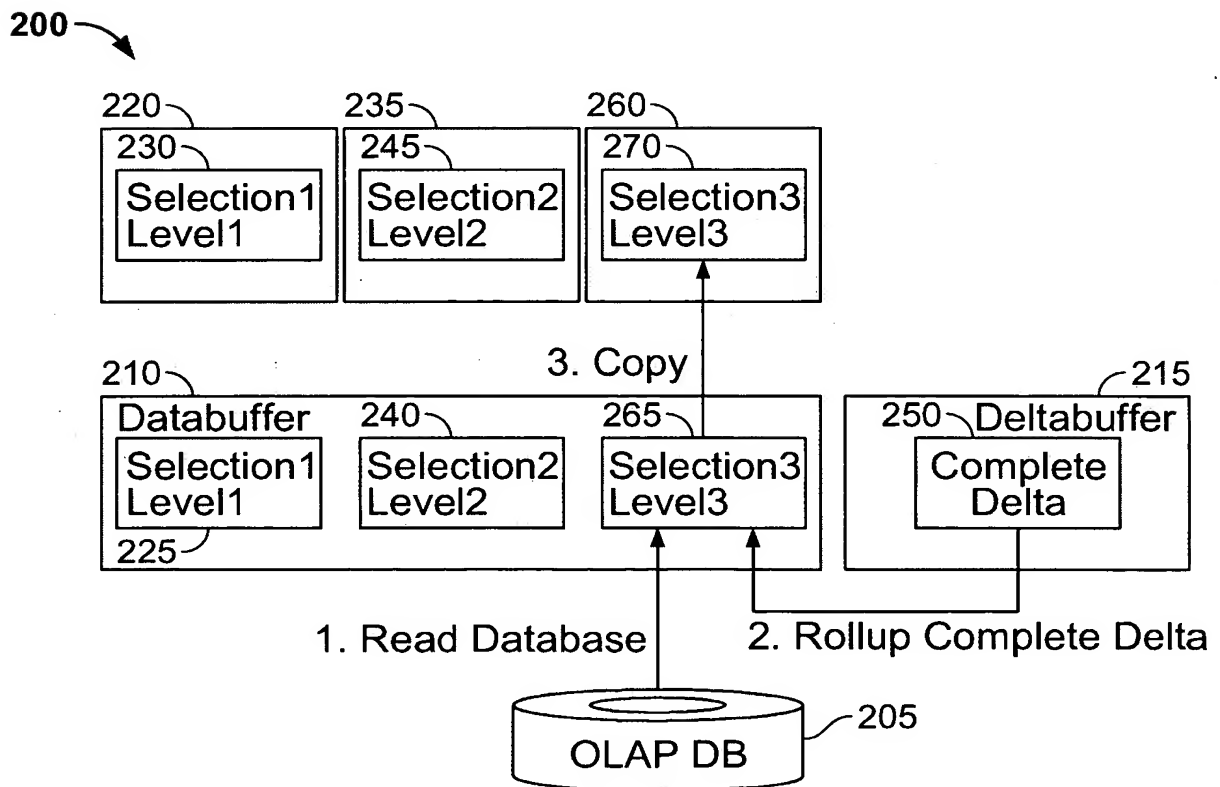 200
220
235
260
230
245
270
Selection1
Level1
Selection2
Level2
Selection3
Level3
3. Copy
210
215
Databuffer
240
265
250
Deltabuffer
Selection1
Level1
Selection2
Level2
Selection3
Level3
Complete
Delta
225
1. Read Database
2. Rollup Complete Delta
205
OLAP DB